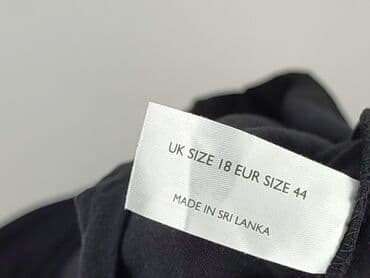 UK SIZE 18 EUR SIZE 44
MADE IN SRI LANKA